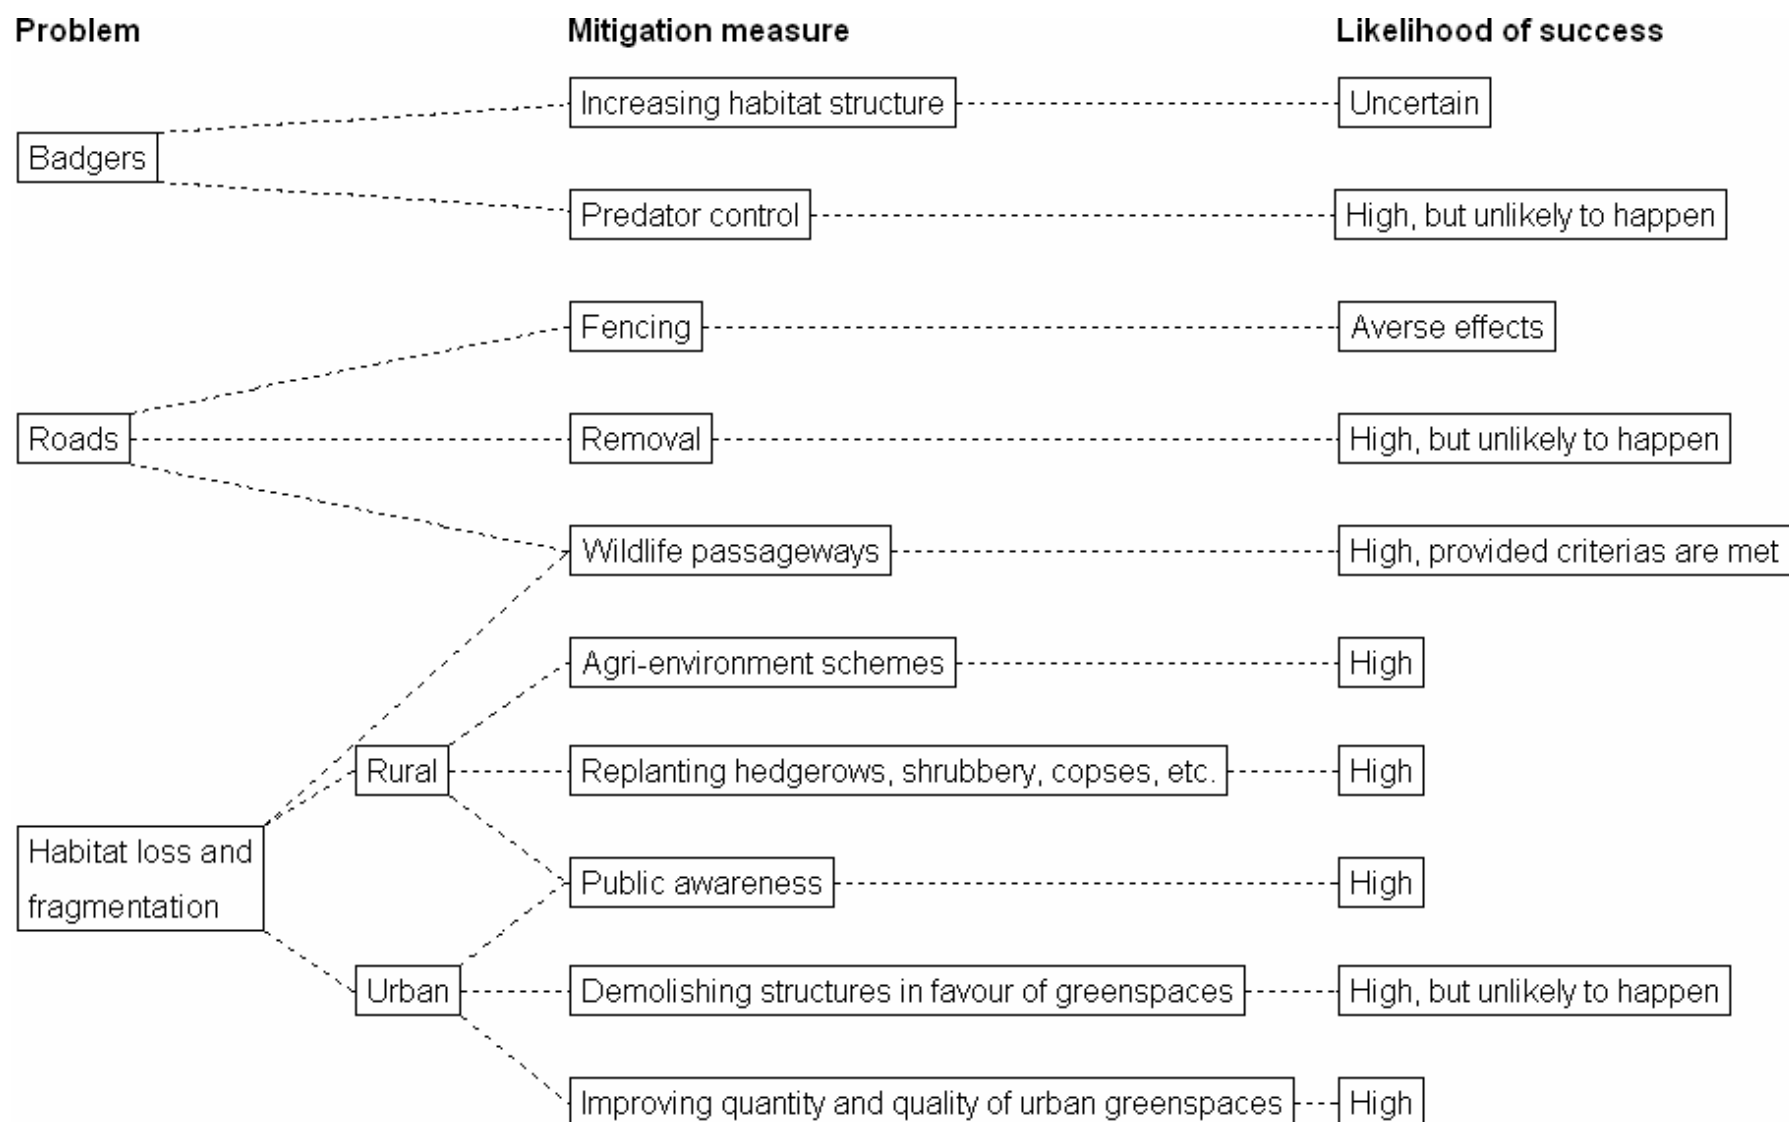 Problem Mitigation measure Likelihood of success
Increasing habitat structure Uncertain
Badgers
Predator control High, but unlikely to happen
Fencing Averse effects
Roads Removal High, but unlikely to happen
Wildlife passageways High, provided criterias are met
Agri-environment schemes High
Rural Replanting hedgerows, shrubbery, copses, etc. High
Habitat loss and
fragmentation
Public awareness High
Urban Demolishing structures in favour of greenspaces High, but unlikely to happen
Improving quantity and quality of urban greenspaces High